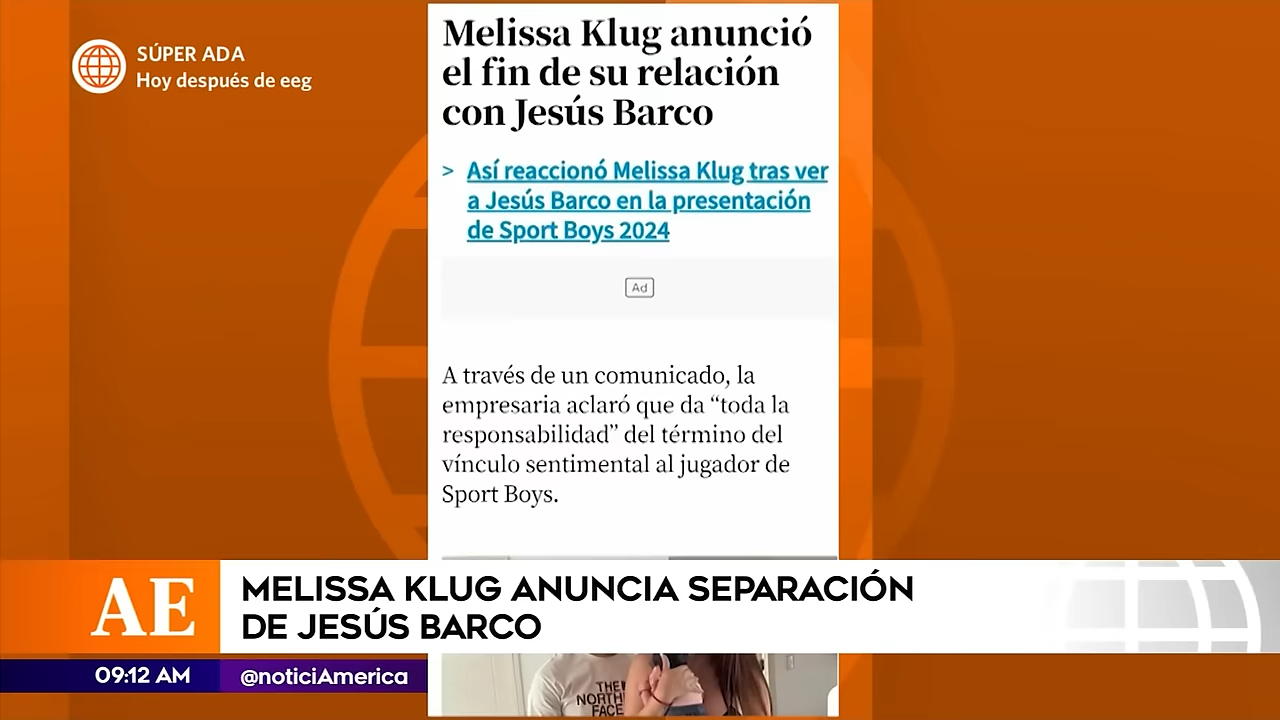 SÚPER ADA
Hoy después de eeg
Melissa Klug anunció
el fin de su relación
con Jesús Barco
> Así reaccionó Melissa Klug tras ver
a Jesús Barco en la presentación
de Sport Boys 2024
Ad
A través de un comunicado, la
empresaria aclaró que da “toda la
responsabilidad” del término del
vínculo sentimental al jugador de
Sport Boys.
AE
MELISSA KLUG ANUNCIA SEPARACIÓN
DE JESÚS BARCO
09:12 AM
@noticiAmerica
THE
NORTH
FACE